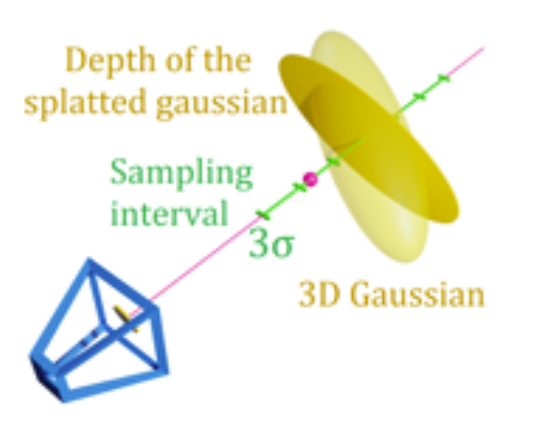 Depth of the
splatted gaussian
Sampling
interval
3σ
3D Gaussian